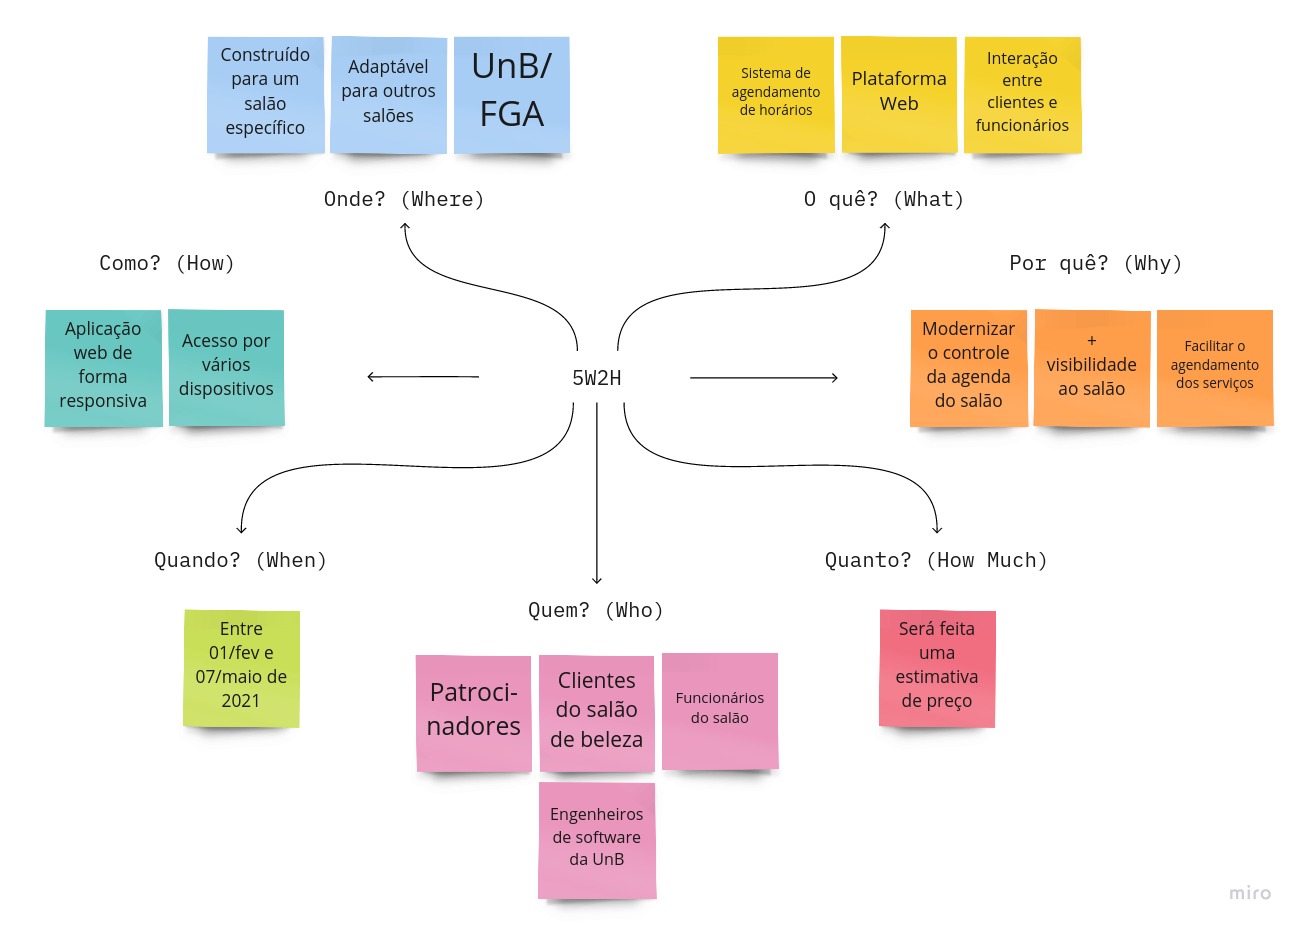 Construído
para um
salão
específico
Adaptável
para outros
salões
UnB/
FGA
Onde? (Where)
Sistema de
agendamento
de horários
Plataforma
Web
Interação
entre
clientes e
funcionários
O quê? (What)
Como? (How)
Aplicação
web de
forma
responsiva
Acesso por
vários
dispositivos
5W2H
Por quê? (Why)
Modernizar
o controle
da agenda
do salão
+
visibilidade
ao salão
Facilitar o
agendamento
dos serviços
Quando? (When)
Entre
01/fev e
07/maio de
2021
Quem? (Who)
Patroci-
nadores
Clientes
do salão
de beleza
Funcionários
do salão
Engenheiros
de software
da UnB
Quanto? (How Much)
Será feita
uma
estimativa
de preço
miro